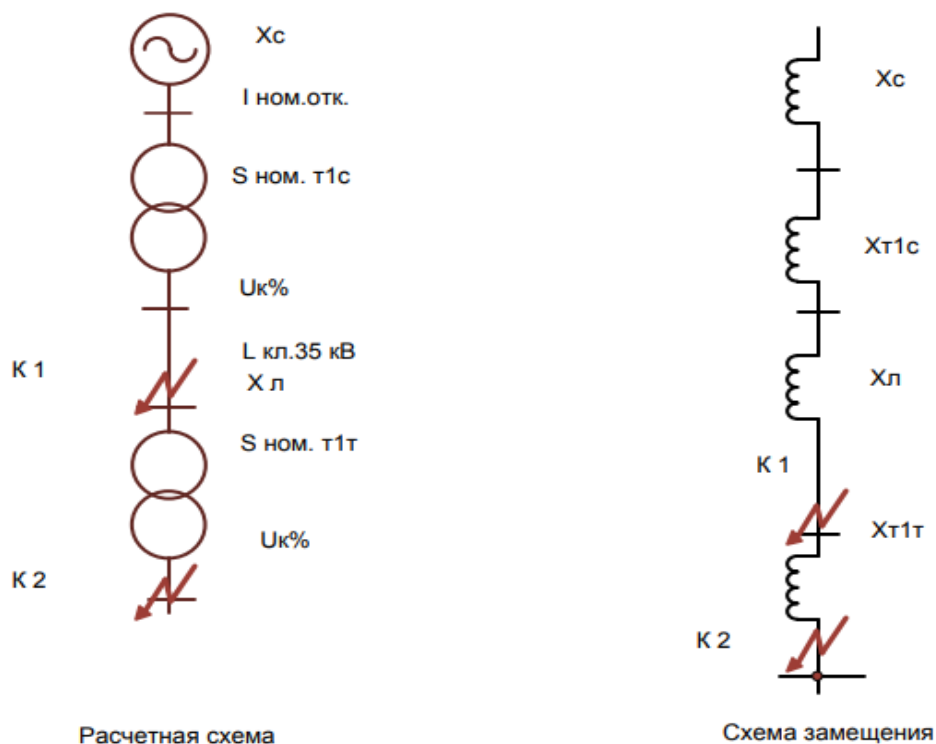 Xc
I ном.отк.
S ном. т1с
Uк%
L кл.35 кВ
X л
К 1
S ном. т1т
Uк%
К 2
Расчетная схема
Xc
Xт1с
Xл
К 1
Xт1т
К 2
Схема замещения